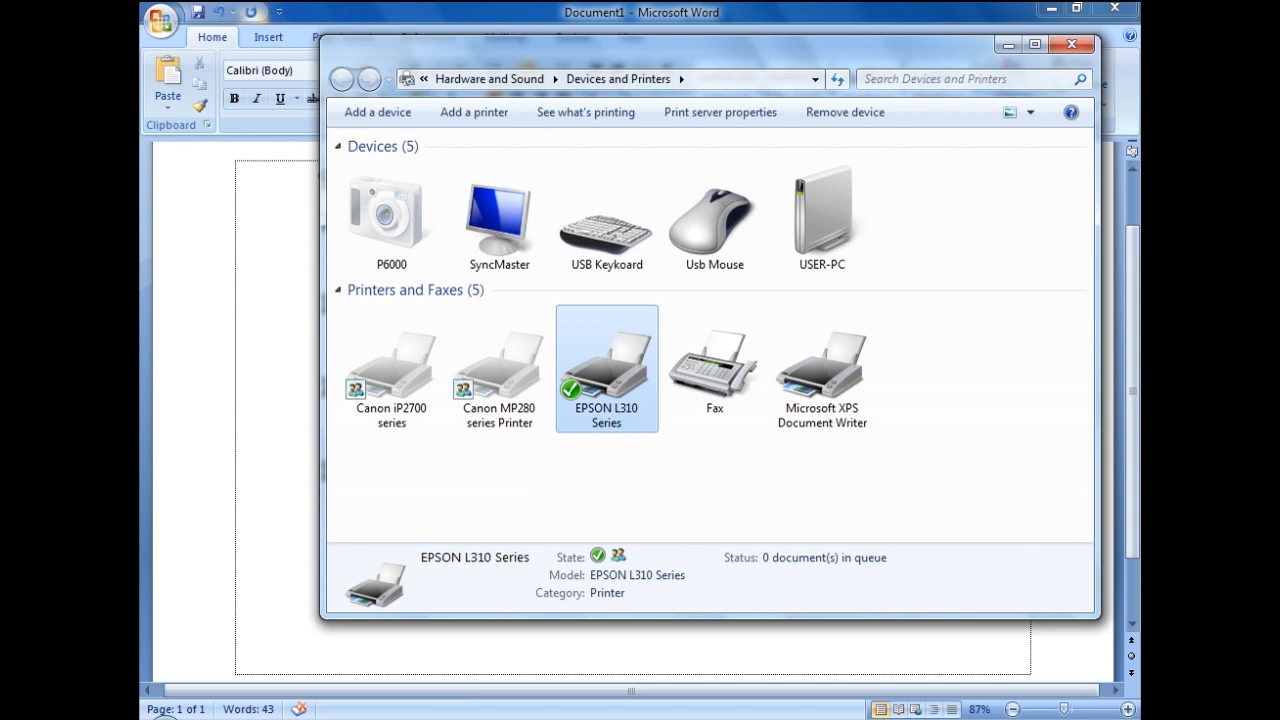 Document1 - Microsoft Word
Home Insert
Calibri (Body)
Paste
B I U abc
Clipboard
« Hardware and Sound Devices and Printers
Search Devices and Printers
Add a device Add a printer See what's printing Print server properties Remove device
Devices (5)
P6000 SyncMaster USB Keykoard Usb Mouse USER-PC
Printers and Faxes (5)
Canon iP2700 Canon MP280 EPSON L310 Fax Microsoft XPS
series series Printer Series Document Writer
EPSON L310 Series State: Status: 0 document(s) in queue
Model: EPSON L310 Series
Category: Printer
Page: 1 of 1 Words: 43 87%